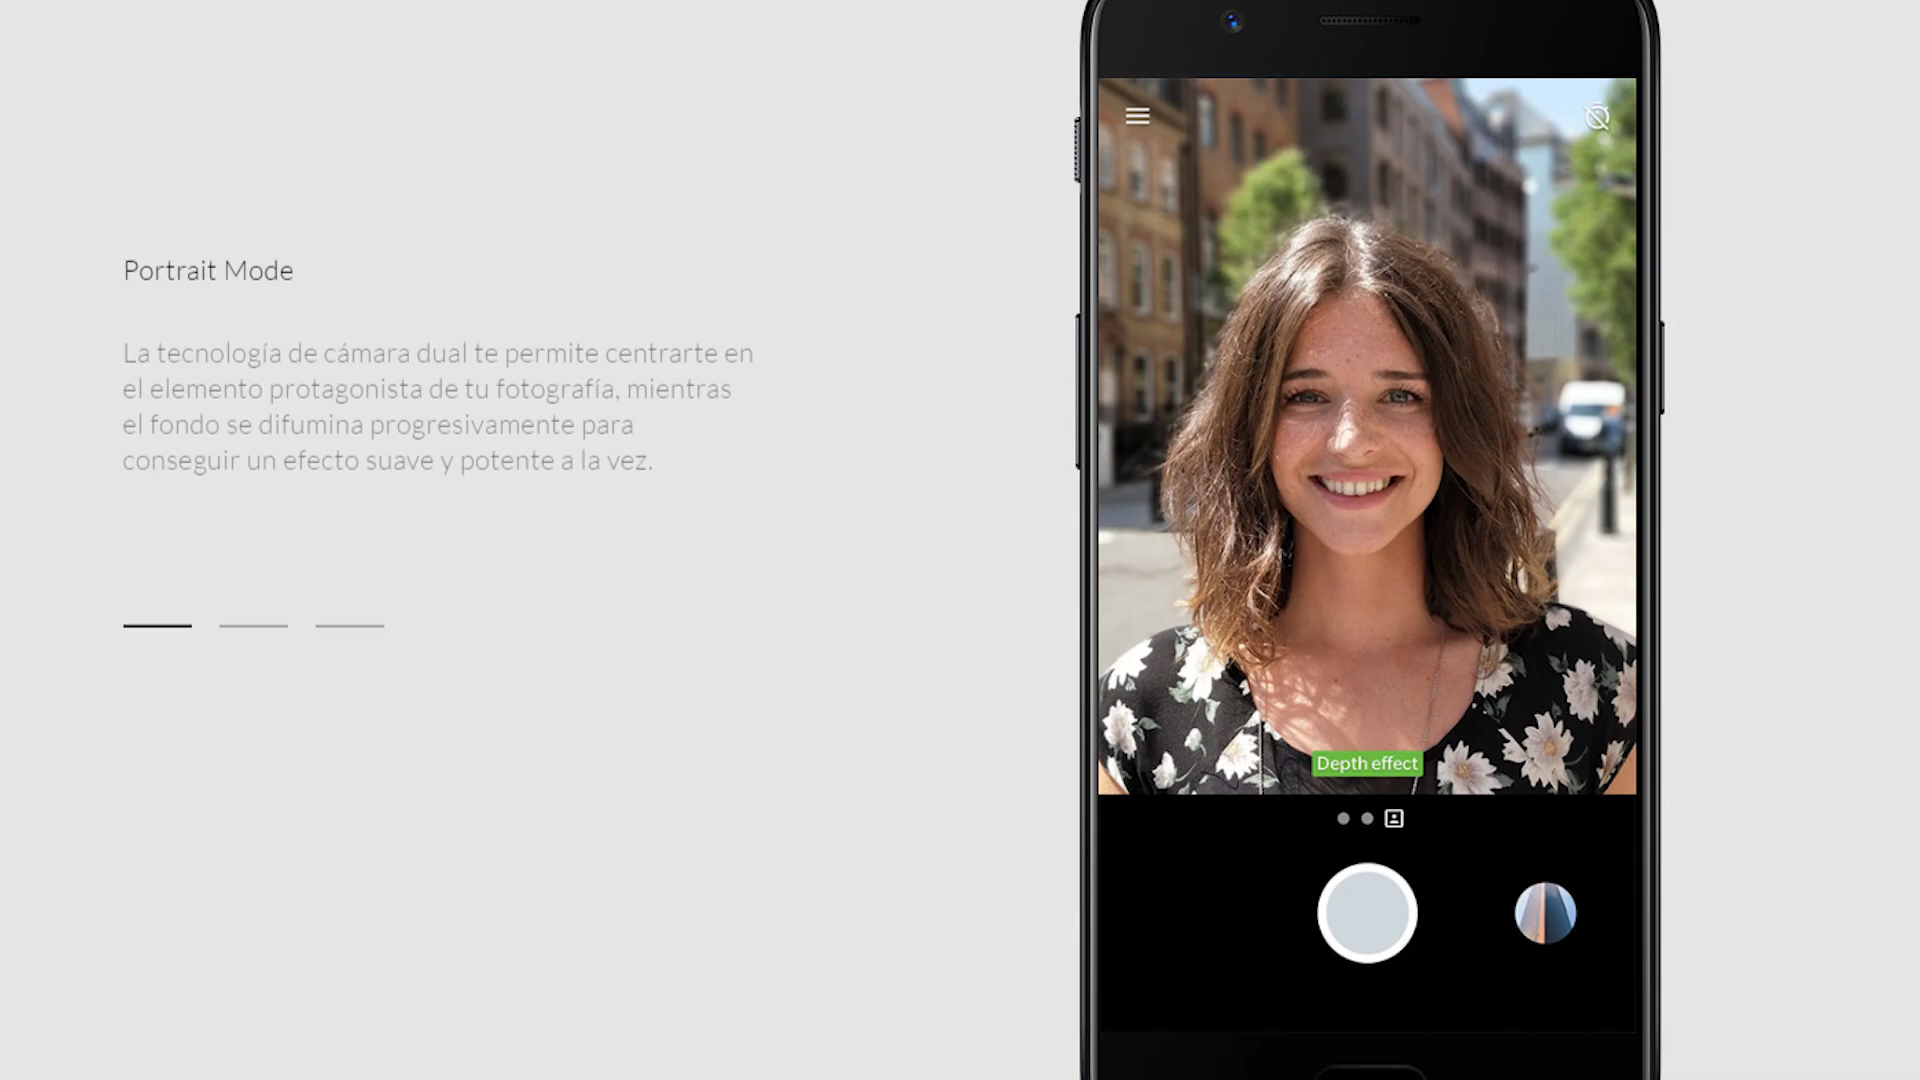 Portrait Mode
La tecnología de cámara dual te permite centrarte en
el elemento protagonista de tu fotografía, mientras
el fondo se difumina progresivamente para
conseguir un efecto suave y potente a la vez.
Depth effect